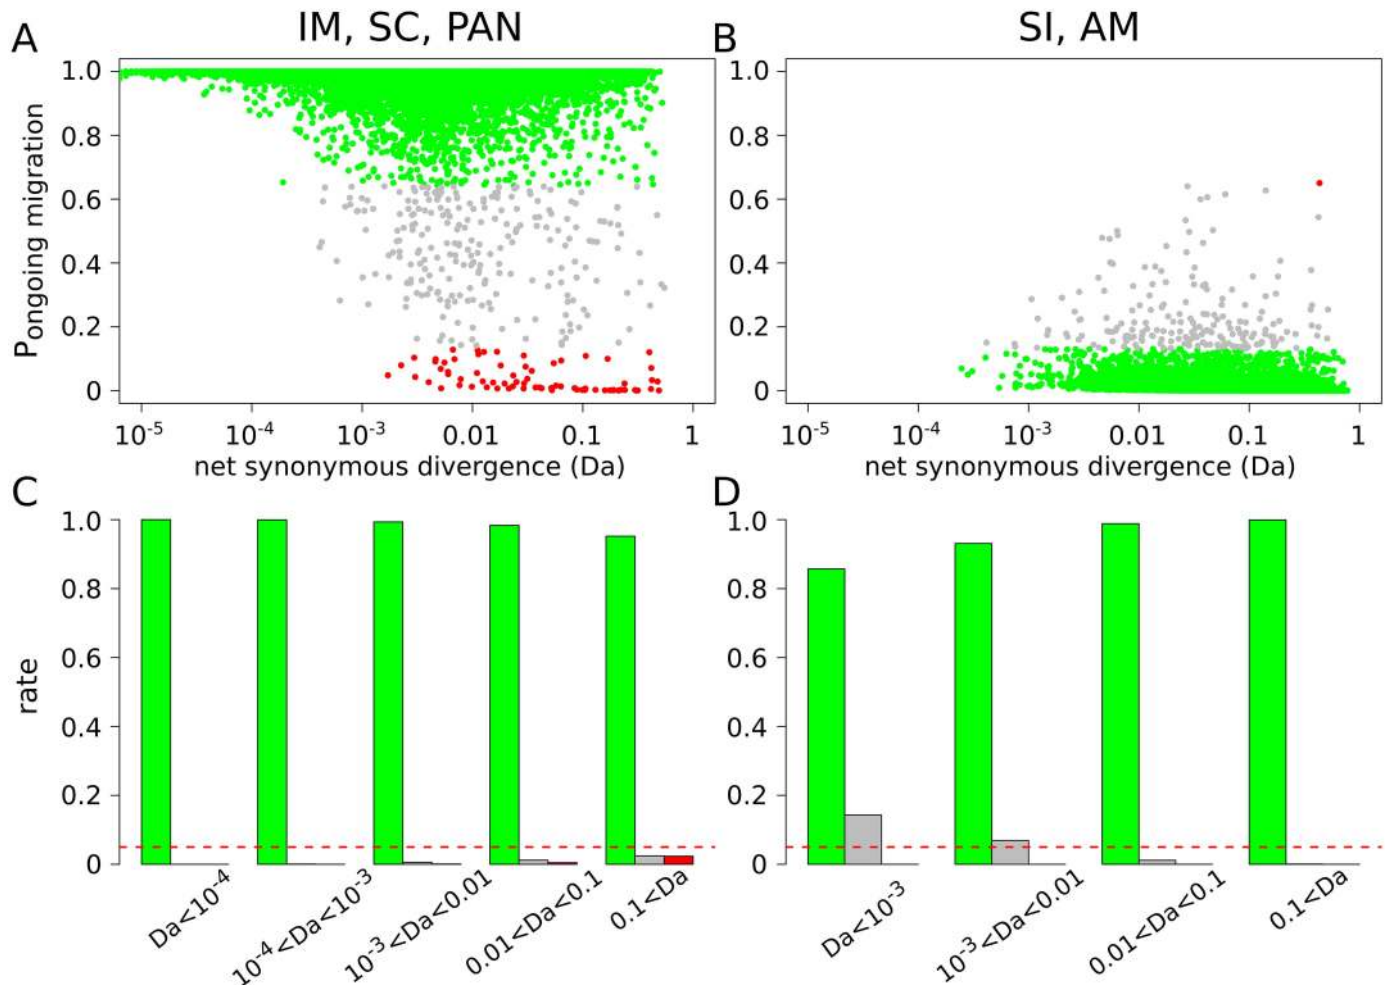 A
IM, SC, PAN
B
SI, AM
Pongoing migration
1.0
0.8
0.6
0.4
0.2
0
10-5
10-4
10-3
0.01
0.1
1
net synonymous divergence (Da)
1.0
0.8
0.6
0.4
0.2
0
10-5
10-4
10-3
0.01
0.1
1
net synonymous divergence (Da)
C
rate
1.0
0.8
0.6
0.4
0.2
0
Da<10-4
10-4<Da<10-3
10-3<Da<0.01
0.01<Da<0.1
0.1<Da
D
1.0
0.8
0.6
0.4
0.2
0
Da<10-3
10-3<Da<0.01
0.01<Da<0.1
0.1<Da